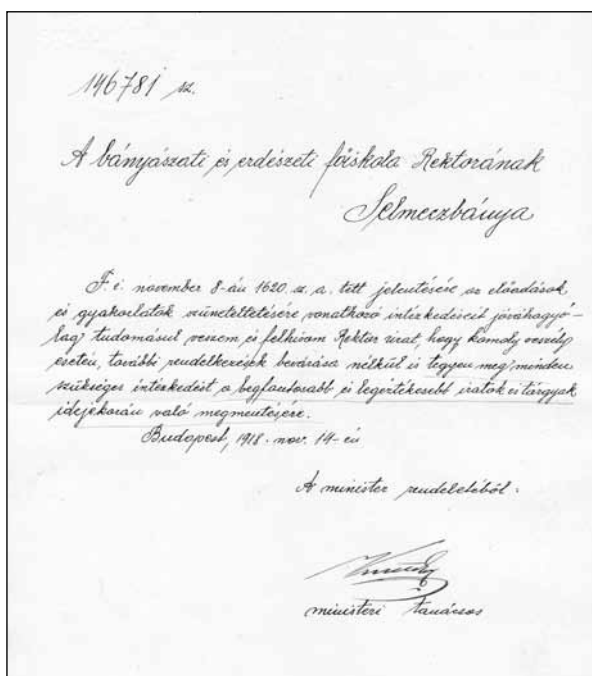 146781 sz.
A bányászati és erdészeti főiskola Rektorának
Selmeczbánya
F. é. november 8-án 1620. sz. a. tett jelentésére az előadások
és gyakorlatok szüneteltetésére vonatkozó intézkedéseit jóváhagyó-
lag tudomásul veszem és felhívom Rektor urat, hogy komoly veszély
esetén, további rendelkezések bevárása nélkül is tegyen meg minden
szükséges intézkedést a legfontosabb és legértékesebb iratok és tárgyak
idejekorán való megmentésére.
Budapest, 1918. nov. 14-én
A minister rendeletéből.
ministeri tanácsos